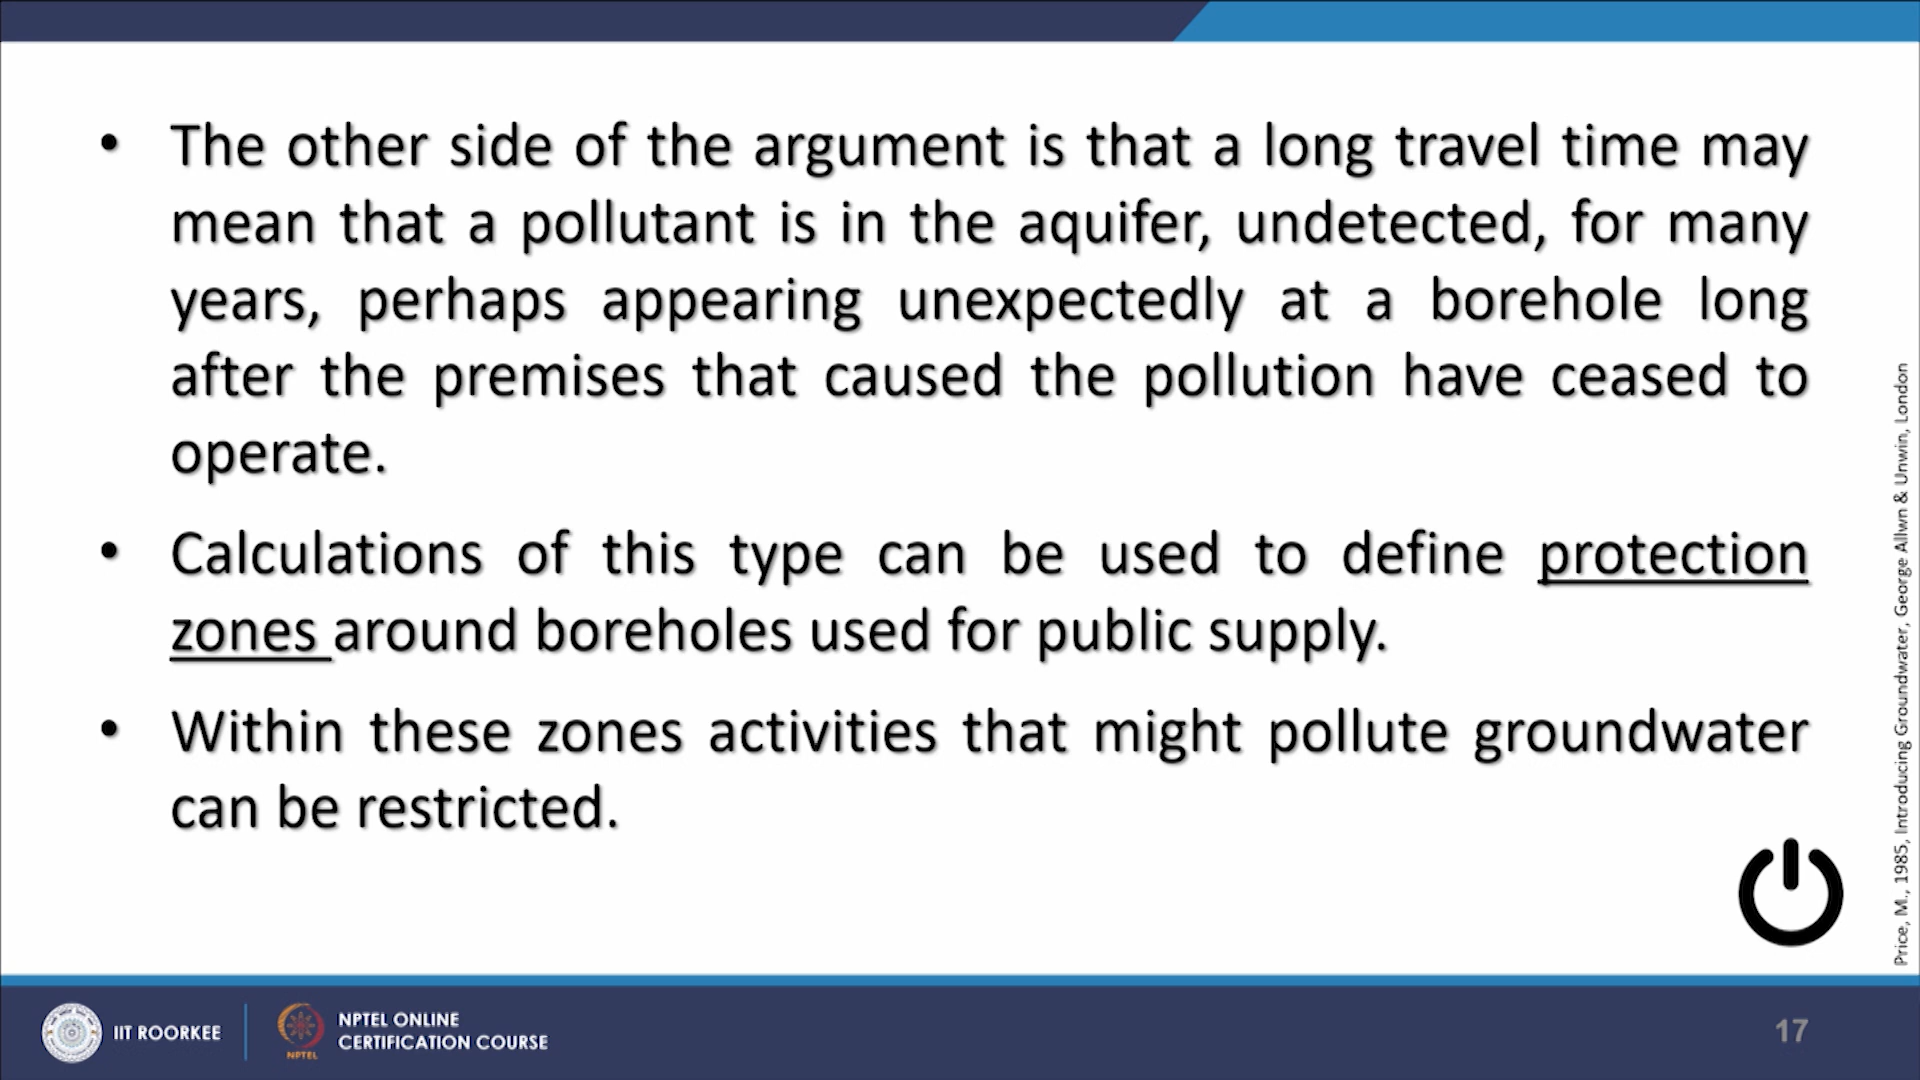 • The other side of the argument is that a long travel time may
mean that a pollutant is in the aquifer, undetected, for many
years, perhaps appearing unexpectedly at a borehole long
after the premises that caused the pollution have ceased to
operate.
• Calculations of this type can be used to define protection
zones around boreholes used for public supply.
• Within these zones activities that might pollute groundwater
can be restricted.
Price, M., 1985, Introducing Groundwater, George Allwn & Unwin, London
IIT ROORKEE
NPTEL
NPTEL ONLINE
CERTIFICATION COURSE
17